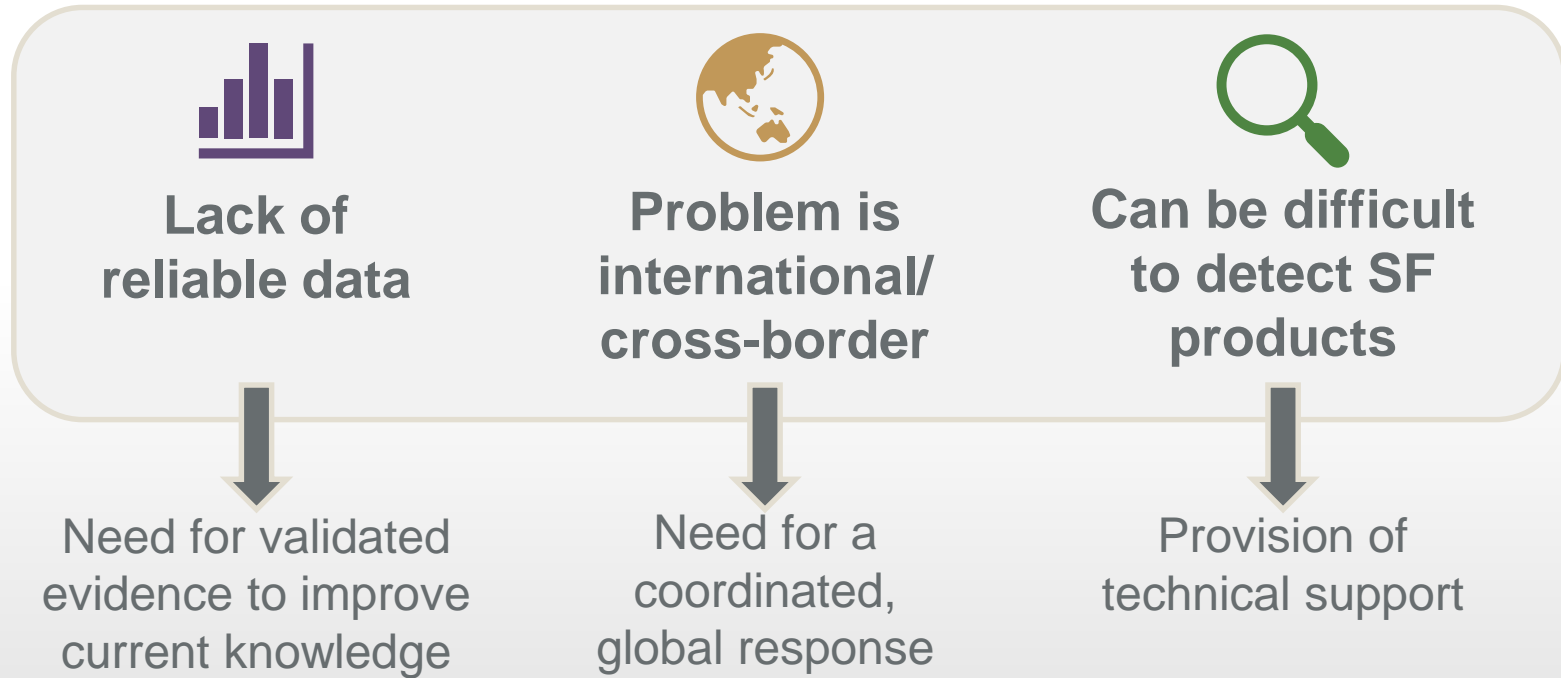 Lack of
reliable data
Problem is
international/
cross-border
Can be difficult
to detect SF
products
Need for validated
evidence to improve
current knowledge
Need for a
coordinated,
global response
Provision of
technical support